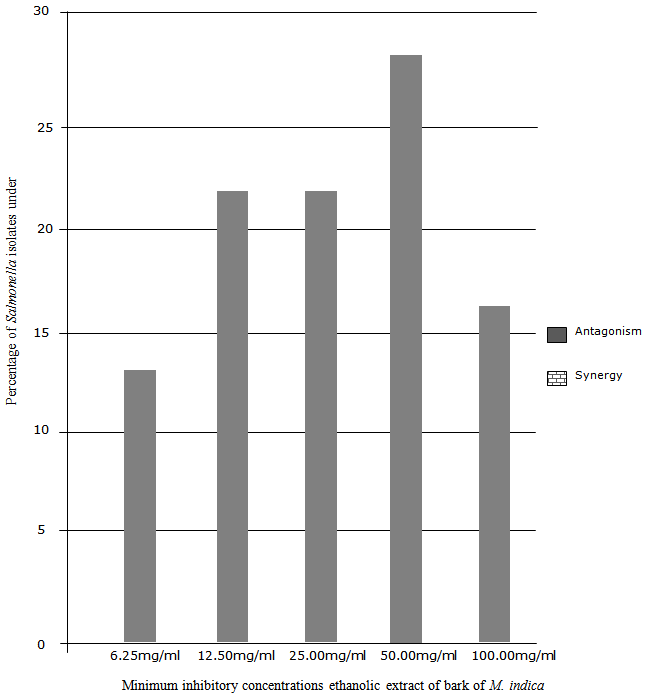 30
25
20
15
10
5
0
Percentage of Salmonella isolates under
6.25mg/ml 12.50mg/ml 25.00mg/ml 50.00mg/ml 100.00mg/ml
Minimum inhibitory concentrations ethanolic extract of bark of M. indica
Antagonism
Synergy